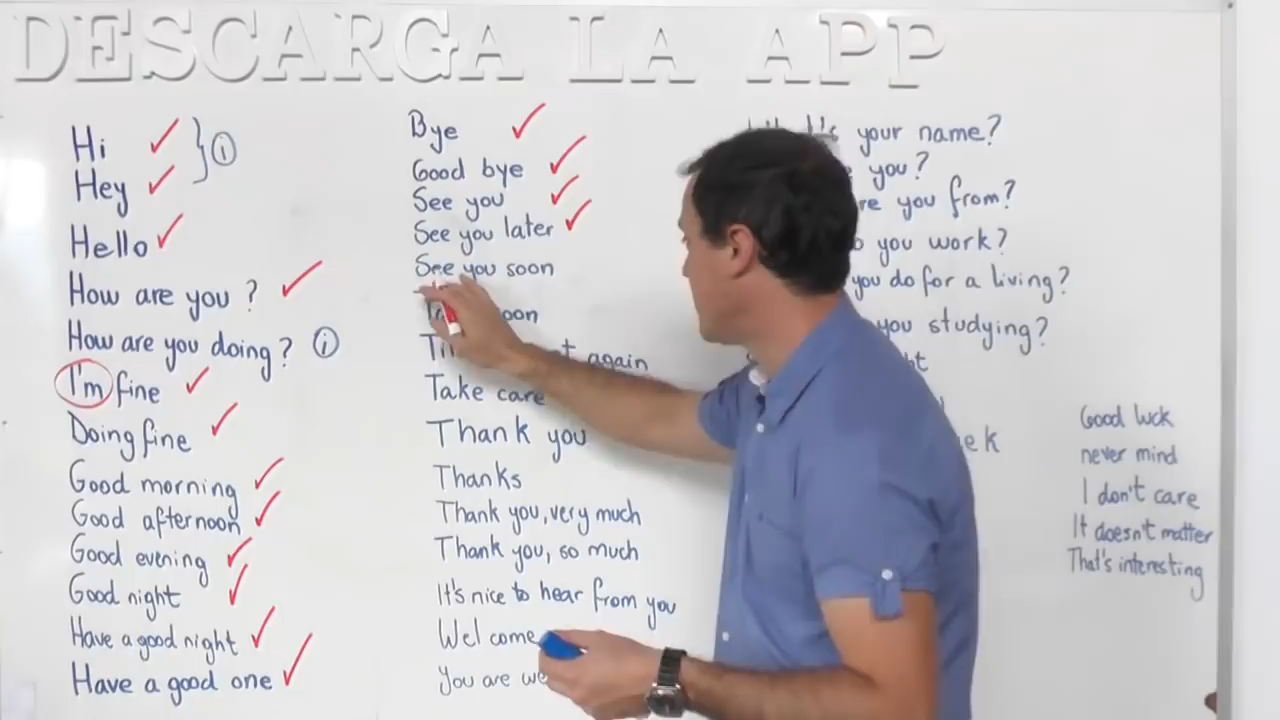 DESCARGA LA APP
Hi
Hey
i
Hello
How are you ?
How are you doing? i
I'm fine
Doing fine
Good morning
Good afternoon
Good evening
Good night
Have a good night
Have a good one
Bye
Good bye
See you
See you later
See you soon
again
Take care
Thank you
Thanks
Thank you, very much
Thank you, so much
It's nice to hear from you
Wel come
You are
your name?
you?
you from?
you work?
you do for a living?
you studying?
Good luck
never mind
I don't care
It doesn't matter
That's interesting